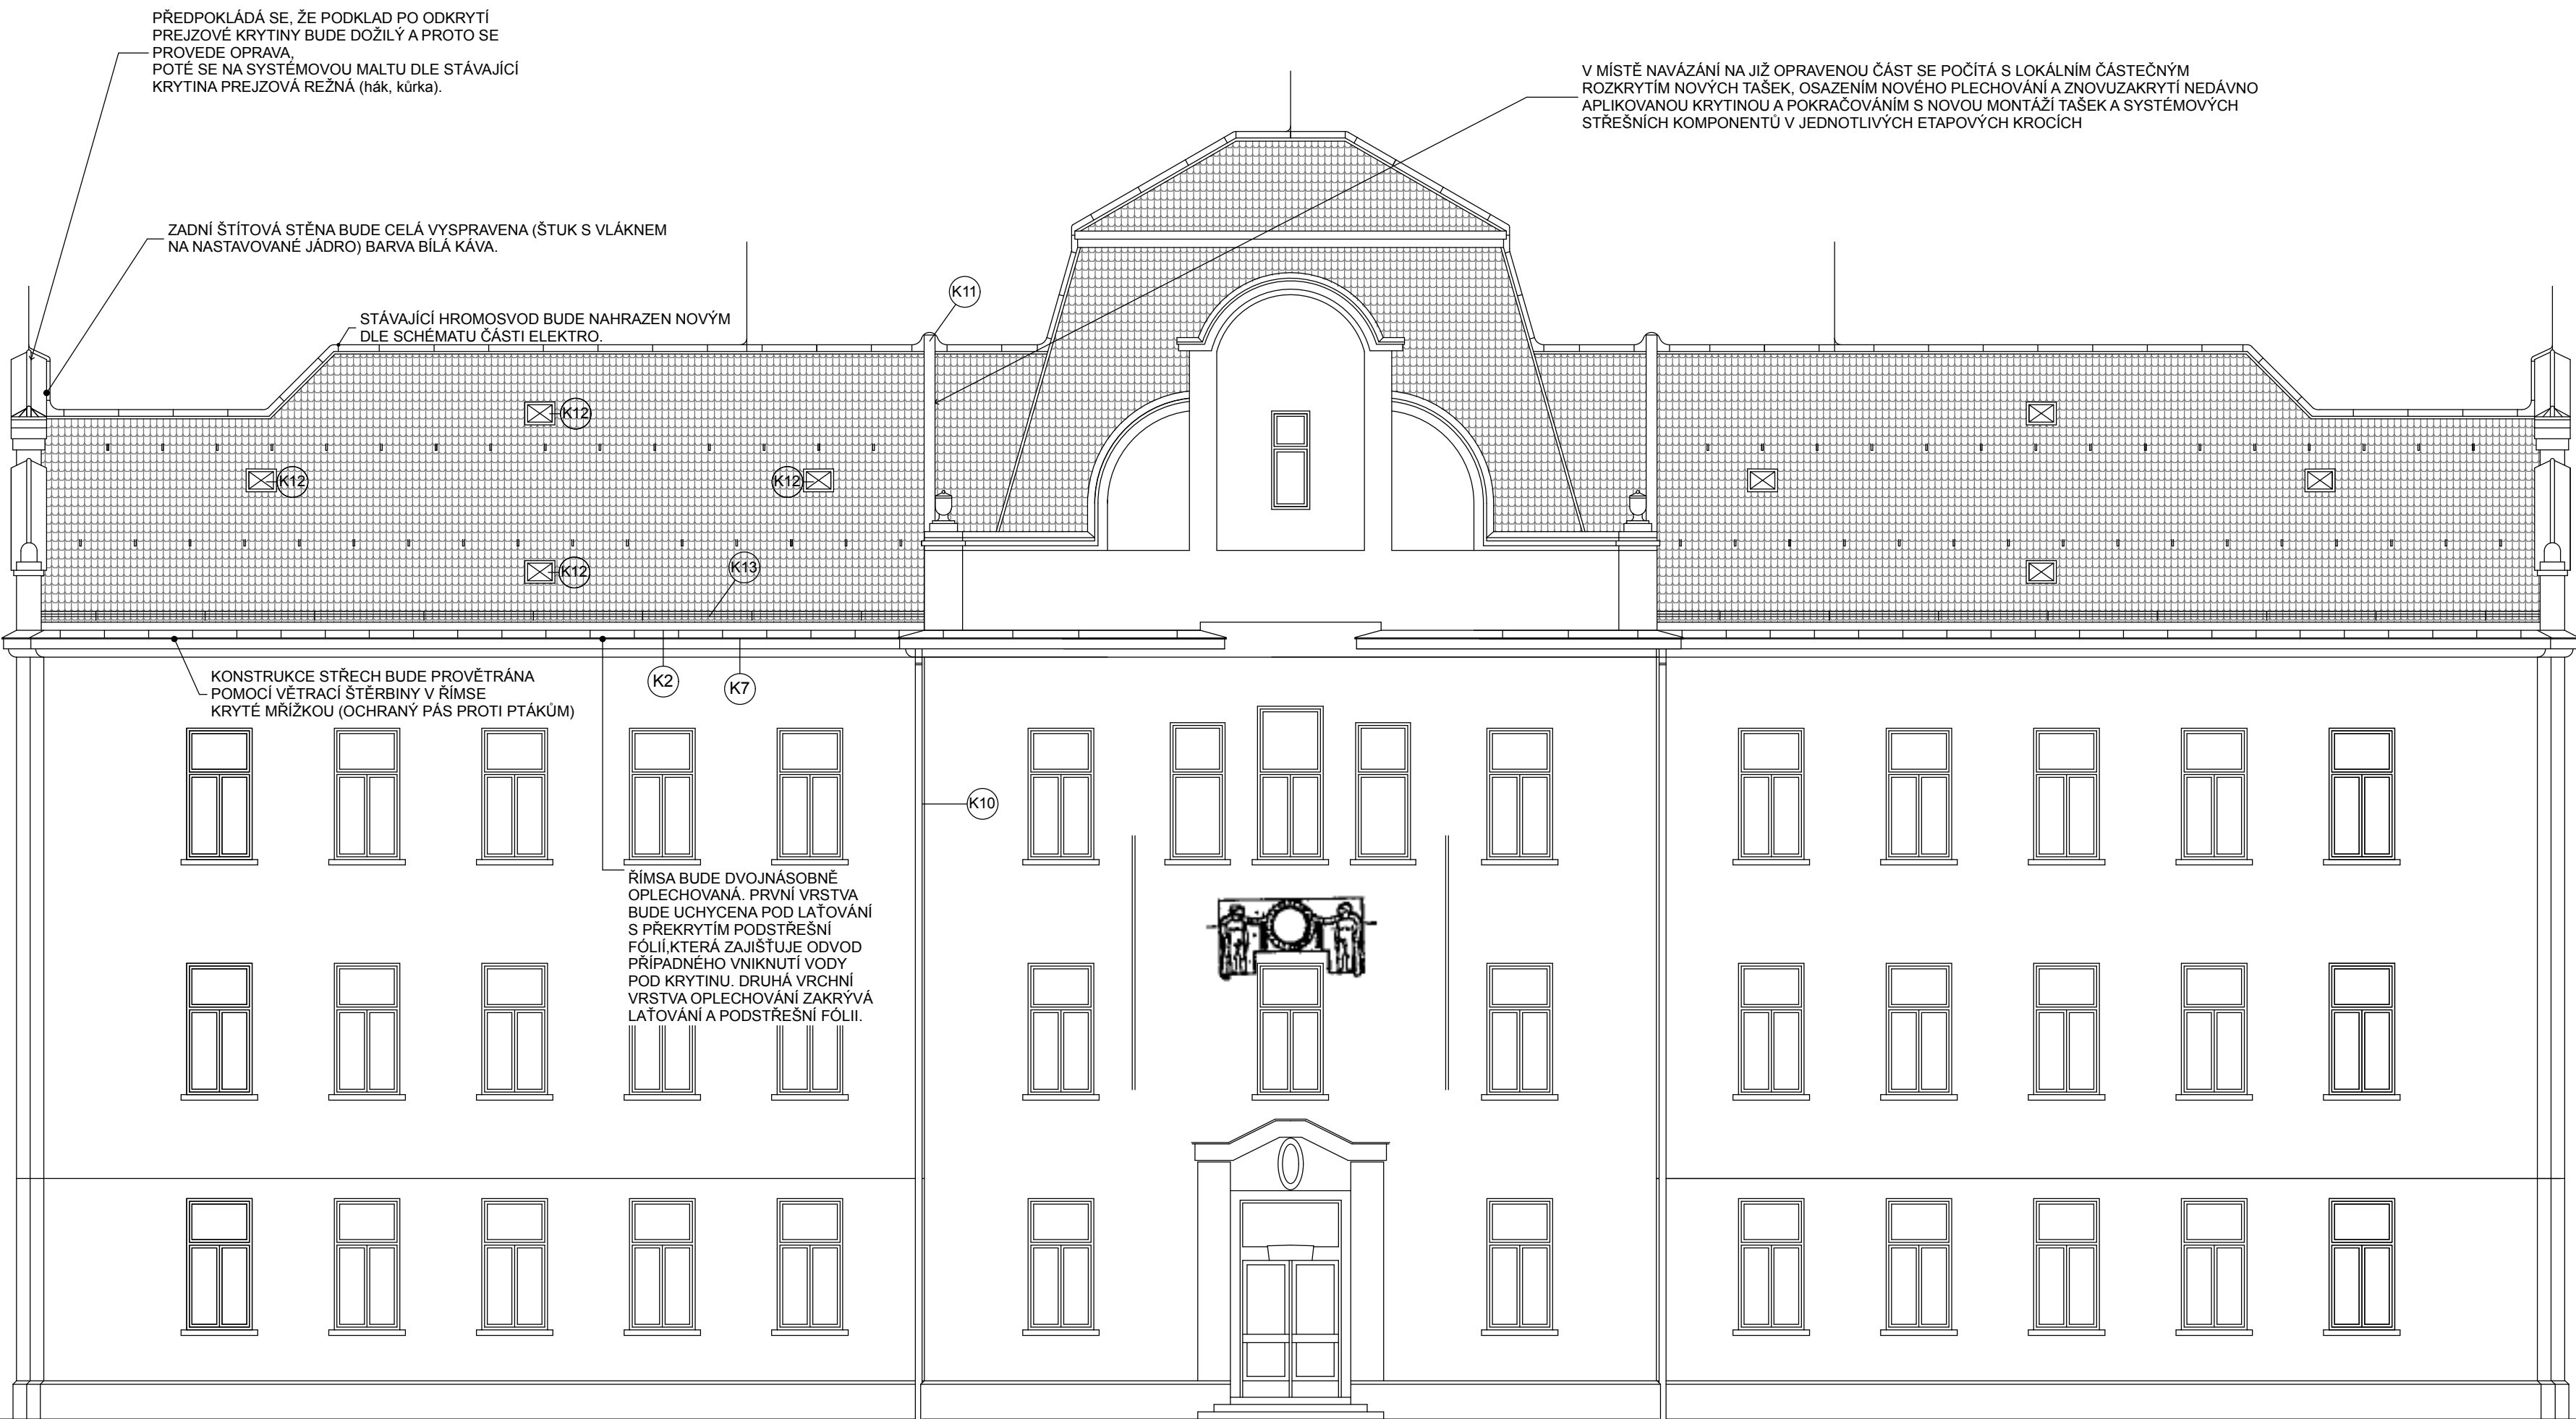 PŘEDPOKLÁDÁ SE, ŽE PODKLAD PO ODKRYTÍ
PREJZOVÉ KRYTINY BUDE DOŽILÝ A PROTO SE
PROVEDE OPRAVA,
POTÉ SE NA SYSTÉMOVOU MALTU DLE STÁVAJÍCÍ
KRYTINA PREJZOVÁ REŽNÁ (hák, kůrka).
V MÍSTĚ NAVÁZÁNÍ NA JIŽ OPRAVENOU ČÁST SE POČÍTÁ S LOKÁLNÍM ČÁSTEČNÝM
ROZKRYTÍM NOVÝCH TAŠEK, OSAZENÍM NOVÉHO PLECHOVÁNÍ A ZNOVUZAKRYTÍ NEDÁVNO
APLIKOVANOU KRYTINOU A POKRAČOVÁNÍM S NOVOU MONTÁŽÍ TAŠEK A SYSTÉMOVÝCH
STŘEŠNÍCH KOMPONENTŮ V JEDNOTLIVÝCH ETAPOVÝCH KROCÍCH
ZADNÍ ŠTÍTOVÁ STĚNA BUDE CELÁ VYSPRAVENA (ŠTUK S VLÁKNEM
NA NASTAVOVANÉ JÁDRO) BARVA BÍLÁ KÁVA.
K11
STÁVAJÍCÍ HROMOSVOD BUDE NAHRAZEN NOVÝM
DLE SCHÉMATU ČÁSTI ELEKTRO.
K12
K12
K12
K12
K13
KONSTRUKCE STŘECH BUDE PROVĚTRÁNA
POMOCÍ VĚTRACÍ ŠTĚRBINY V ŘÍMSE
KRYTÉ MŘÍŽKOU (OCHRANÝ PÁS PROTI PTÁKŮM)
K2
K7
K10
ŘÍMSA BUDE DVOJNÁSOBNĚ
OPLECHOVANÁ. PRVNÍ VRSTVA
BUDE UCHYCENA POD LAŤOVÁNÍ
S PŘEKRYTÍM PODSTŘEŠNÍ
FÓLIÍ,KTERÁ ZAJIŠŤUJE ODVOD
PŘÍPADNÉHO VNIKNUTÍ VODY
POD KRYTINU. DRUHÁ VRCHNÍ
VRSTVA OPLECHOVÁNÍ ZAKRÝVÁ
LAŤOVÁNÍ A PODSTŘEŠNÍ FÓLII.